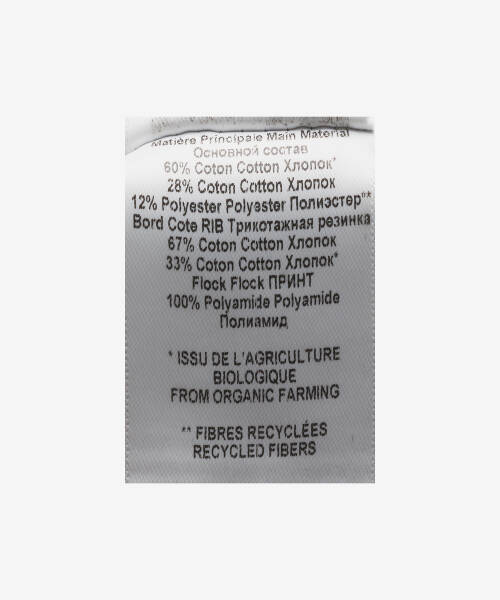 Matière Principale Main Material
Основной состав
60% Coton Cotton Хлопок*
28% Coton Cotton Хлопок
12% Polyester Polyester Полиэстер**
Bord Cote RIB Трикотажная резинка
67% Coton Cotton Хлопок
33% Coton Cotton Хлопок*
Flock Flock ПРИНТ
100% Polyamide Polyamide
Полиамид
* ISSU DE L'AGRICULTURE
BIOLOGIQUE
FROM ORGANIC FARMING
** FIBRES RECYCLÉES
RECYCLED FIBERS